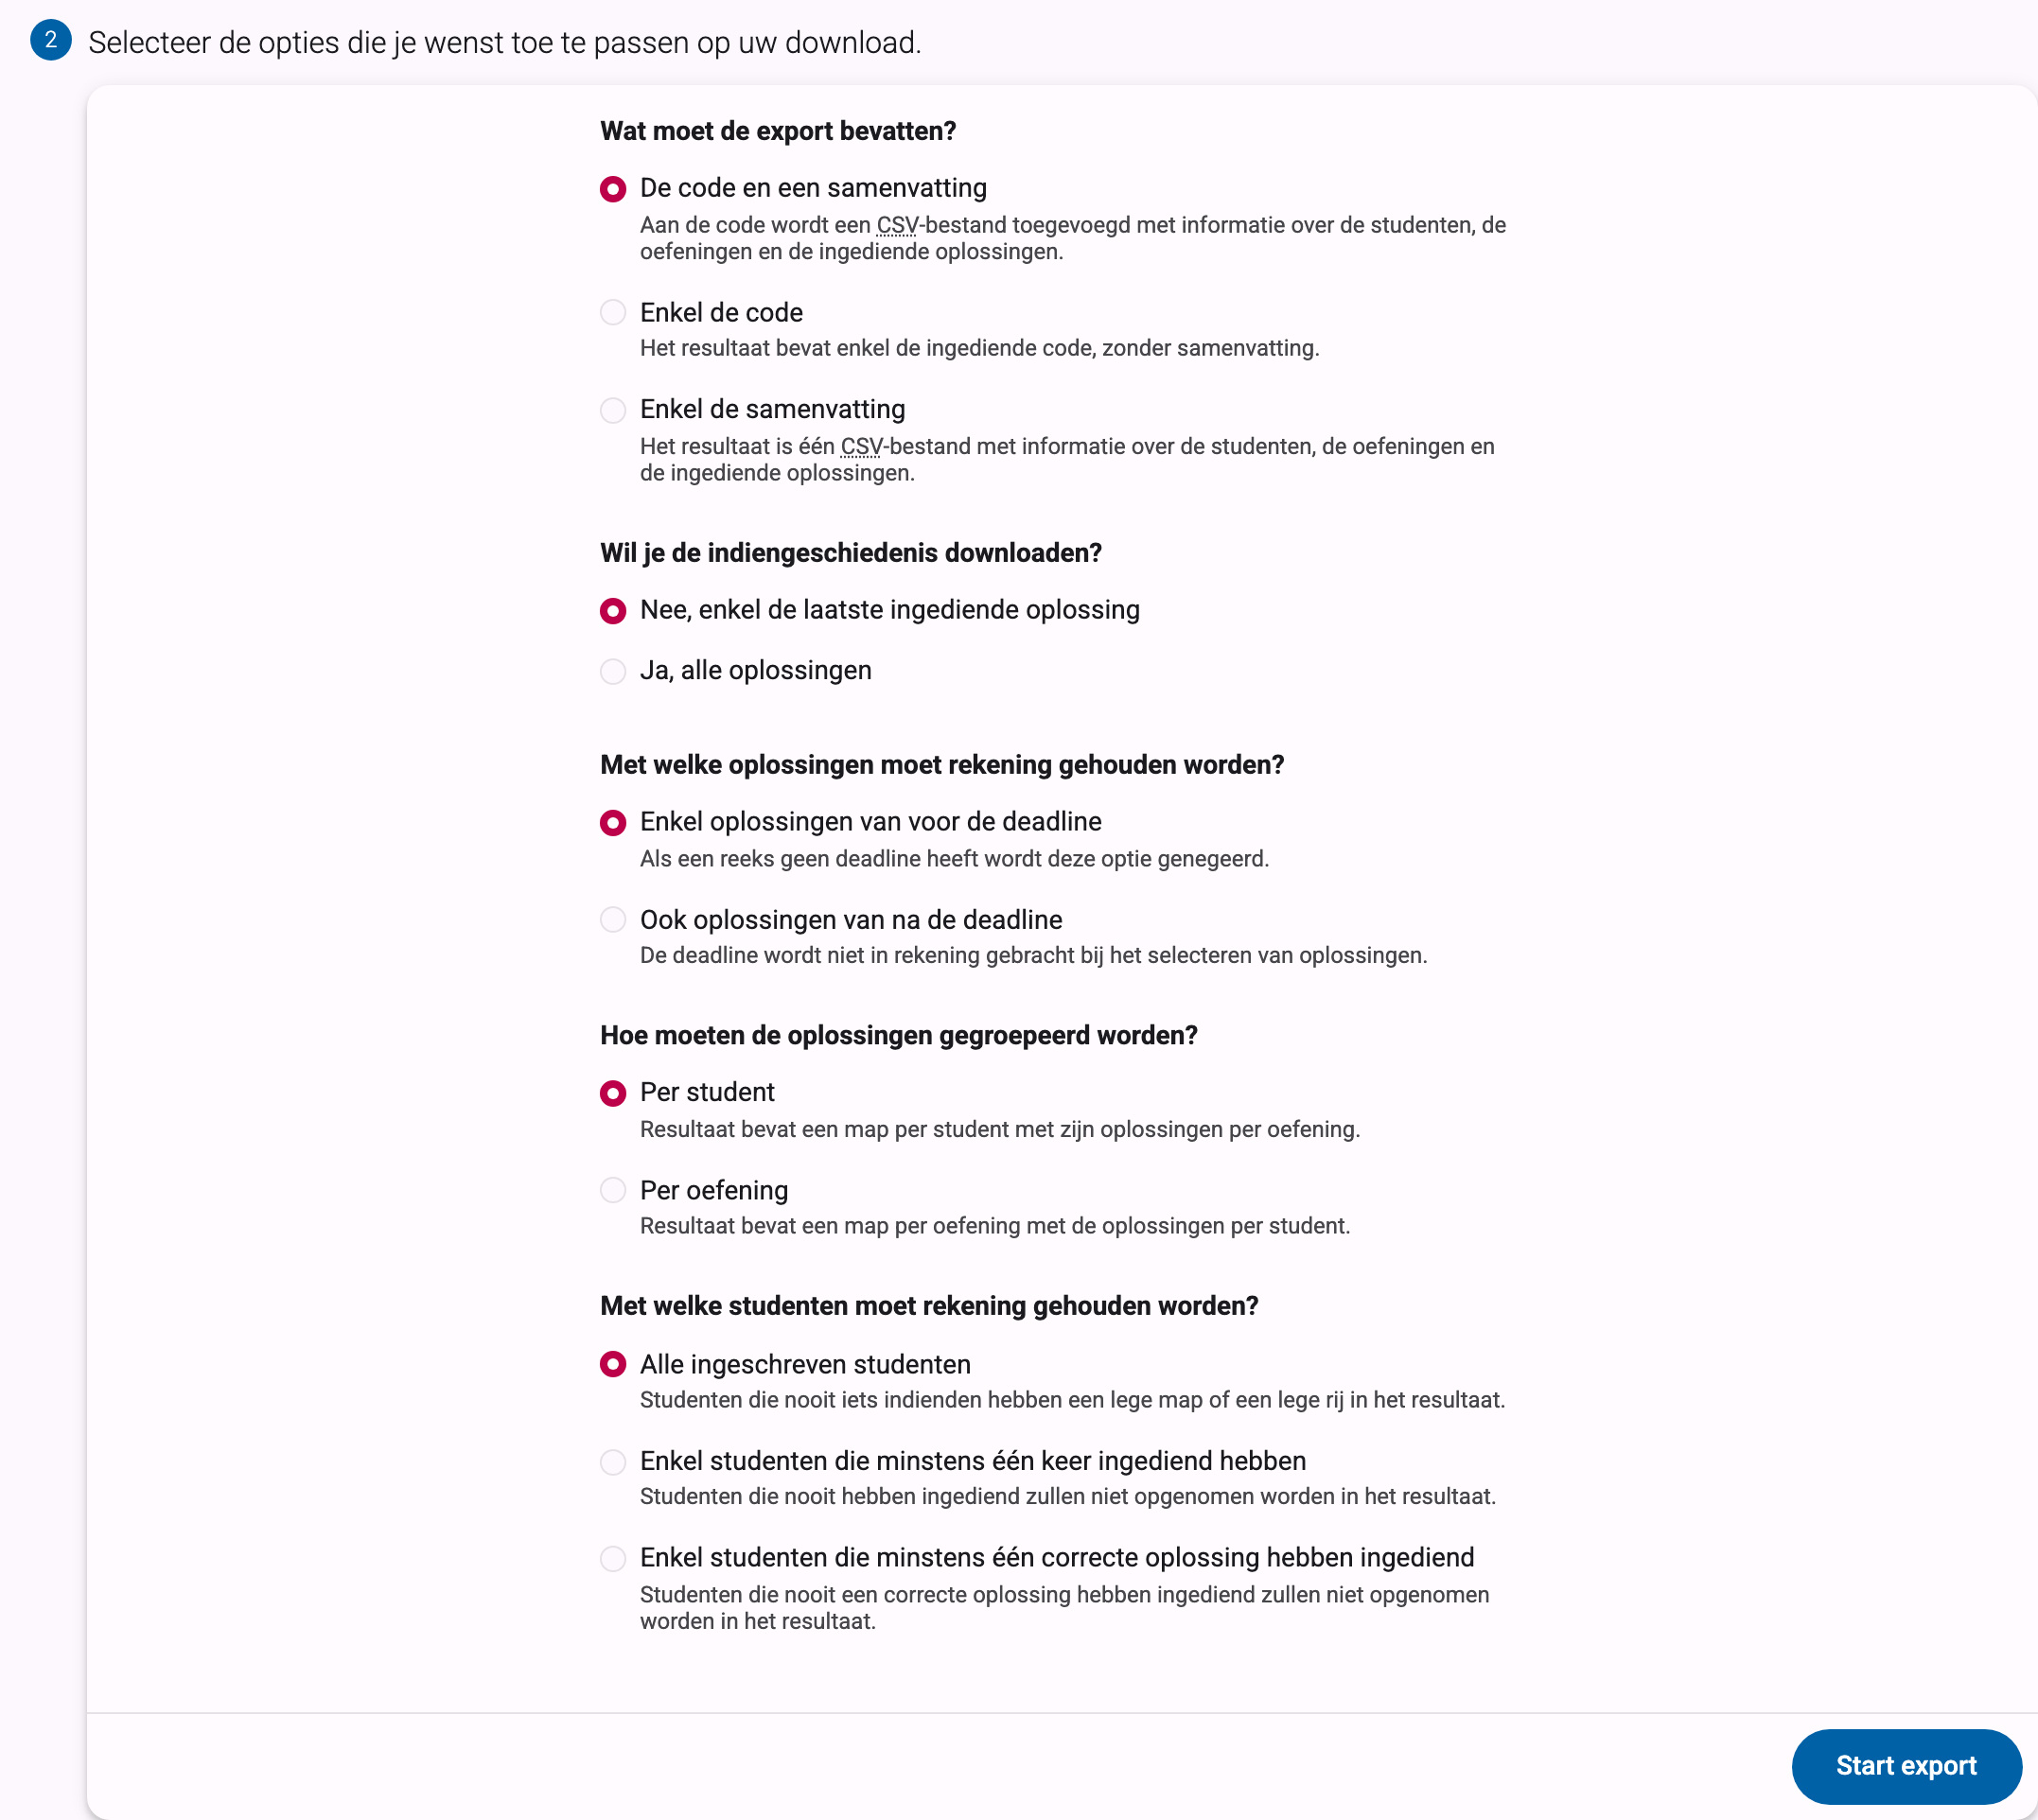 2 Selecteer de opties die je wenst toe te passen op uw download.
Wat moet de export bevatten?
De code en een samenvatting
Aan de code wordt een CSV-bestand toegevoegd met informatie over de studenten, de
oefeningen en de ingediende oplossingen.
Enkel de code
Het resultaat bevat enkel de ingediende code, zonder samenvatting.
Enkel de samenvatting
Het resultaat is één CSV-bestand met informatie over de studenten, de oefeningen en
de ingediende oplossingen.
Wil je de indiengeschiedenis downloaden?
Nee, enkel de laatste ingediende oplossing
Ja, alle oplossingen
Met welke oplossingen moet rekening gehouden worden?
Enkel oplossingen van voor de deadline
Als een reeks geen deadline heeft wordt deze optie genegeerd.
Ook oplossingen van na de deadline
De deadline wordt niet in rekening gebracht bij het selecteren van oplossingen.
Hoe moeten de oplossingen gegroepeerd worden?
Per student
Resultaat bevat een map per student met zijn oplossingen per oefening.
Per oefening
Resultaat bevat een map per oefening met de oplossingen per student.
Met welke studenten moet rekening gehouden worden?
Alle ingeschreven studenten
Studenten die nooit iets indienden hebben een lege map of een lege rij in het resultaat.
Enkel studenten die minstens één keer ingediend hebben
Studenten die nooit hebben ingediend zullen niet opgenomen worden in het resultaat.
Enkel studenten die minstens één correcte oplossing hebben ingediend
Studenten die nooit een correcte oplossing hebben ingediend zullen niet opgenomen
worden in het resultaat.
Start export